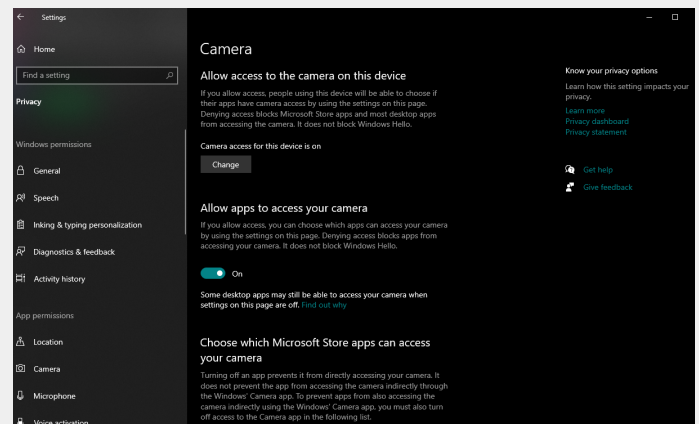 Settings
Home
Find a setting
Privacy
Windows permissions
General
Speech
Inking & typing personalization
Diagnostics & feedback
Activity history
App permissions
Location
Camera
Microphone
Voice activation
Camera
Allow access to the camera on this device
If you allow access, people using this device will be able to choose if
their apps have camera access by using the settings on this page.
Denying access blocks Microsoft Store apps and most desktop apps
from accessing the camera. It does not block Windows Hello.
Camera access for this device is on
Change
Allow apps to access your camera
If you allow access, you can choose which apps can access your camera
by using the settings on this page. Denying access blocks apps from
accessing your camera. It does not block Windows Hello.
On
Some desktop apps may still be able to access your camera when
settings on this page are off. Find out why
Choose which Microsoft Store apps can access
your camera
Turning off an app prevents it from directly accessing your camera. It
does not prevent the app from accessing the camera indirectly through
the Windows' Camera app. To prevent apps from also accessing the
camera indirectly using the Windows' Camera app, you must also turn
off access to the Camera app in the following list.
Know your privacy options
Learn how this setting impacts your
privacy.
Learn more
Privacy dashboard
Privacy statement
Get help
Give feedback